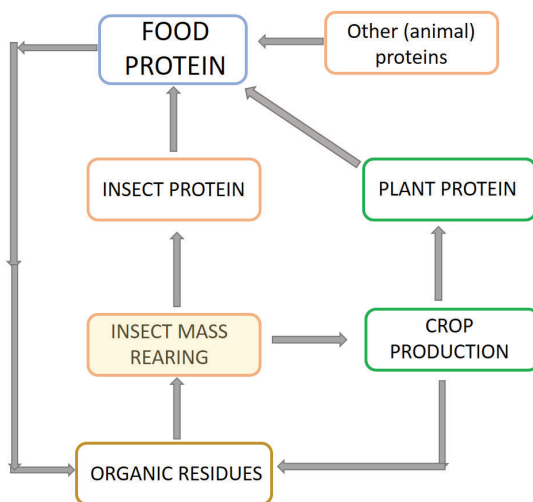 FOOD
PROTEIN
Other (animal)
proteins
INSECT PROTEIN
PLANT PROTEIN
INSECT MASS
REARING
CROP
PRODUCTION
ORGANIC RESIDUES